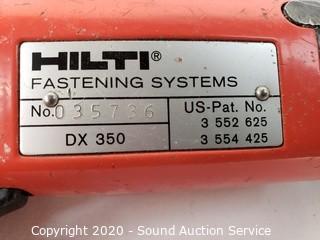 HILTI®
FASTENING SYSTEMS
No. 035736
DX 350
US-Pat. No.
3 552 625
3 554 425
Copyright 2020 - Sound Auction Service